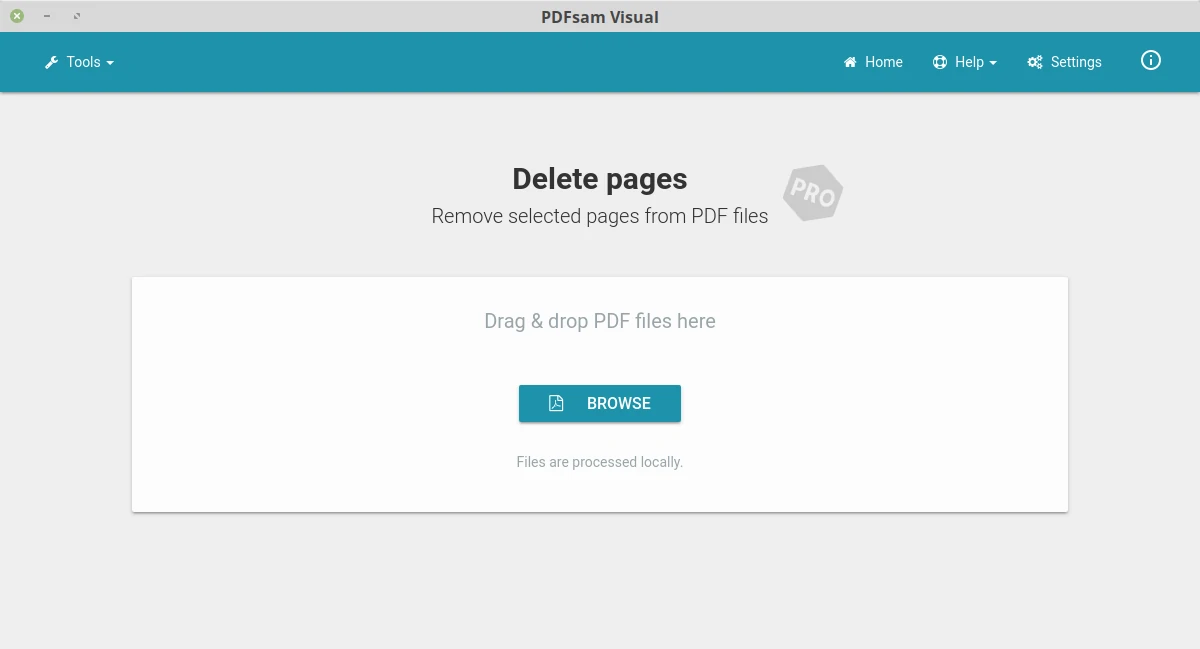 PDFsam Visual
Tools
Home
Help
Settings
Delete pages
PRO
Remove selected pages from PDF files
Drag & drop PDF files here
BROWSE
Files are processed locally.